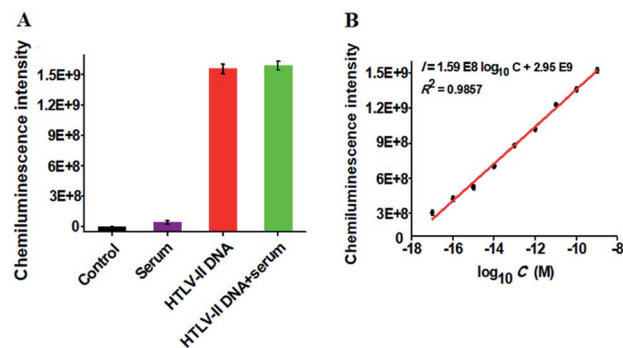 A
Chemiluminescence intensity
1.5E+9
1.2E+9
9E+8
6E+8
3E+8
0
Control
Serum
HTLV-II DNA
HTLV-II DNA+serum
B
Chemiluminescence intensity
1.5E+9
1.2E+9
9E+8
6E+8
3E+8
0
I = 1.59 E8 log10 C + 2.95 E9
R² = 0.9857
-18 -16 -14 -12 -10 -8
log10 C (M)